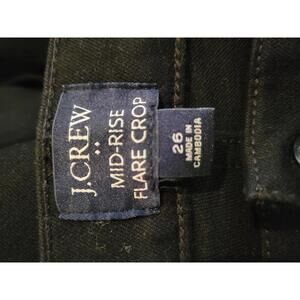 J.CREW
MID-RISE
FLARE CROP
26
MADE IN
CAMBODIA